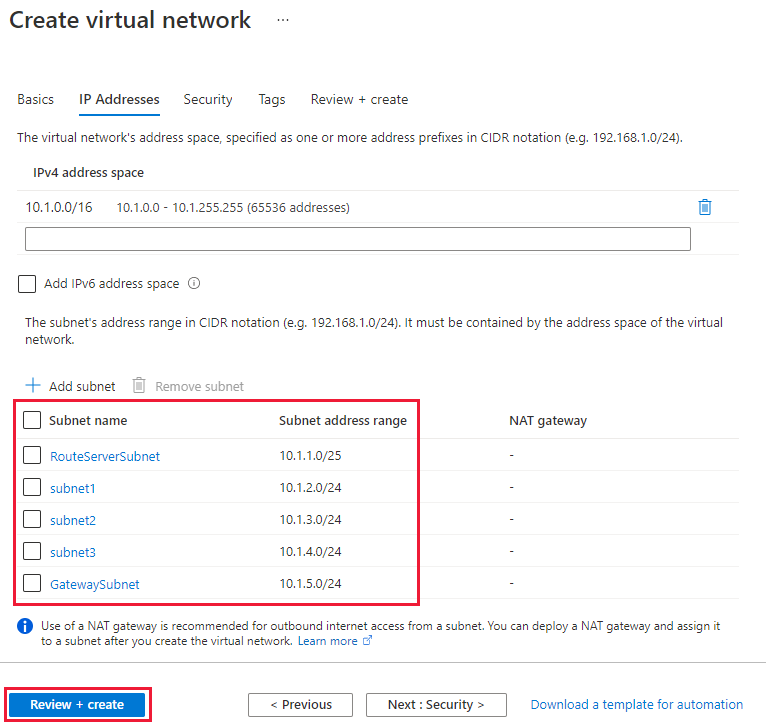 Create virtual network ...
Basics IP Addresses Security Tags Review + create
The virtual network's address space, specified as one or more address prefixes in CIDR notation (e.g. 192.168.1.0/24).
IPv4 address space
10.1.0.0/16 10.1.0.0 - 10.1.255.255 (65536 addresses)
Add IPv6 address space
The subnet's address range in CIDR notation (e.g. 192.168.1.0/24). It must be contained by the address space of the virtual
network.
+ Add subnet Remove subnet
Subnet name Subnet address range NAT gateway
RouteServerSubnet 10.1.1.0/25 -
subnet1 10.1.2.0/24 -
subnet2 10.1.3.0/24 -
subnet3 10.1.4.0/24 -
GatewaySubnet 10.1.5.0/24 -
Use of a NAT gateway is recommended for outbound internet access from a subnet. You can deploy a NAT gateway and assign it
to a subnet after you create the virtual network. Learn more
Review + create < Previous Next : Security > Download a template for automation